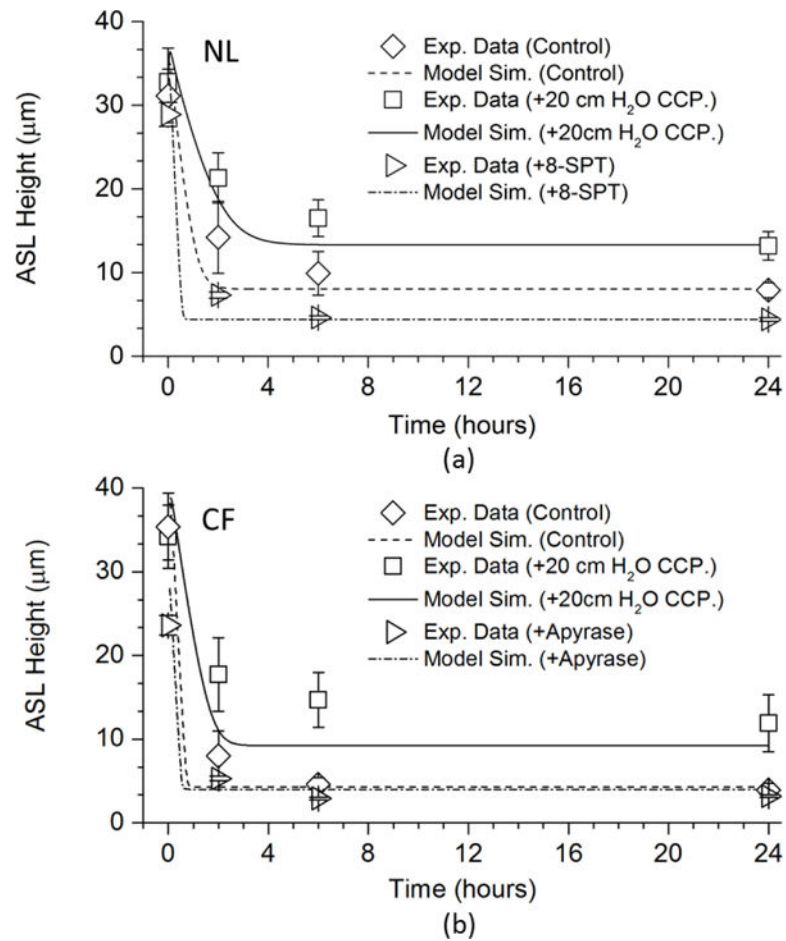 40
NL
Exp. Data (Control)
Model Sim. (Control)
30
Exp. Data (+20 cm H₂O CCP.)
Model Sim. (+20cm H₂O CCP.)
Exp. Data (+8-SPT)
20
Model Sim. (+8-SPT)
ASL Height (μm)
10
0
0 4 8 12 16 20 24
Time (hours)
(a)
40
CF
Exp. Data (Control)
Model Sim. (Control)
30
Exp. Data (+20 cm H₂O CCP.)
Model Sim. (+20cm H₂O CCP.)
Exp. Data (+Apyrase)
20
Model Sim. (+Apyrase)
ASL Height (μm)
10
0
0 4 8 12 16 20 24
Time (hours)
(b)